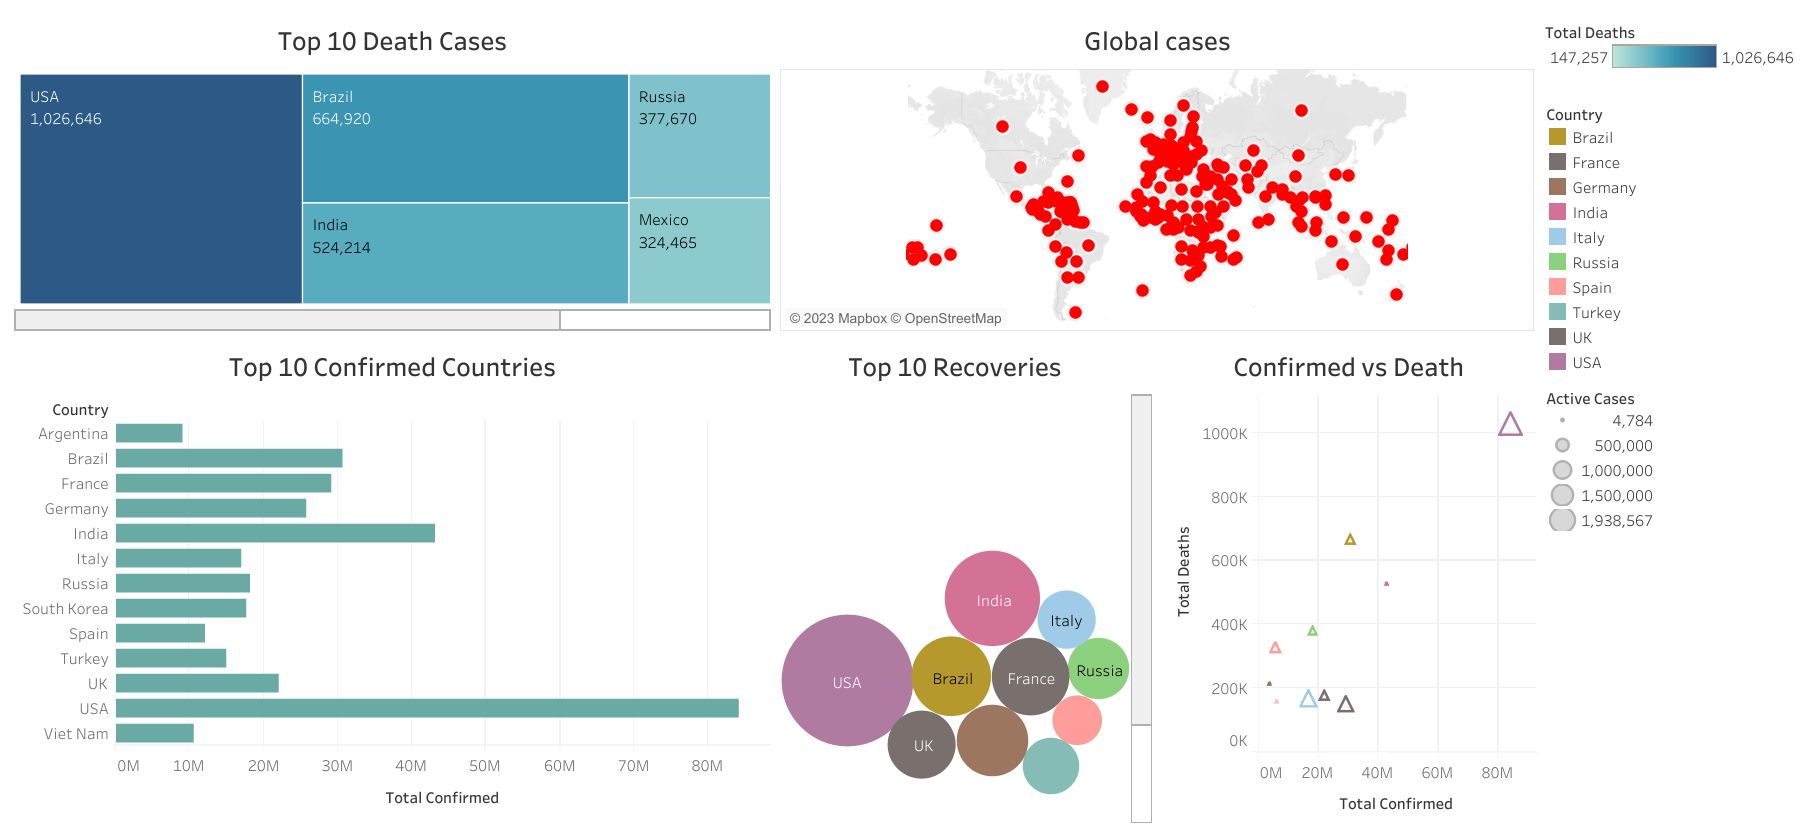 Top 10 Death Cases
USA
1,026,646
Brazil
664,920
India
524,214
Russia
377,670
Mexico
324,465
Global cases
© 2023 Mapbox © OpenStreetMap
Total Deaths
147,257
1,026,646
Country
Brazil
France
Germany
India
Italy
Russia
Spain
Turkey
UK
USA
Active Cases
4,784
500,000
1,000,000
1,500,000
1,938,567
Top 10 Confirmed Countries
Country
Argentina
Brazil
France
Germany
India
Italy
Russia
South Korea
Spain
Turkey
UK
USA
Viet Nam
0M 10M 20M 30M 40M 50M 60M 70M 80M
Total Confirmed
Top 10 Recoveries
India
Italy
USA
Brazil
France
Russia
UK
Confirmed vs Death
Total Deaths
1000K
800K
600K
400K
200K
0K
0M 20M 40M 60M 80M
Total Confirmed